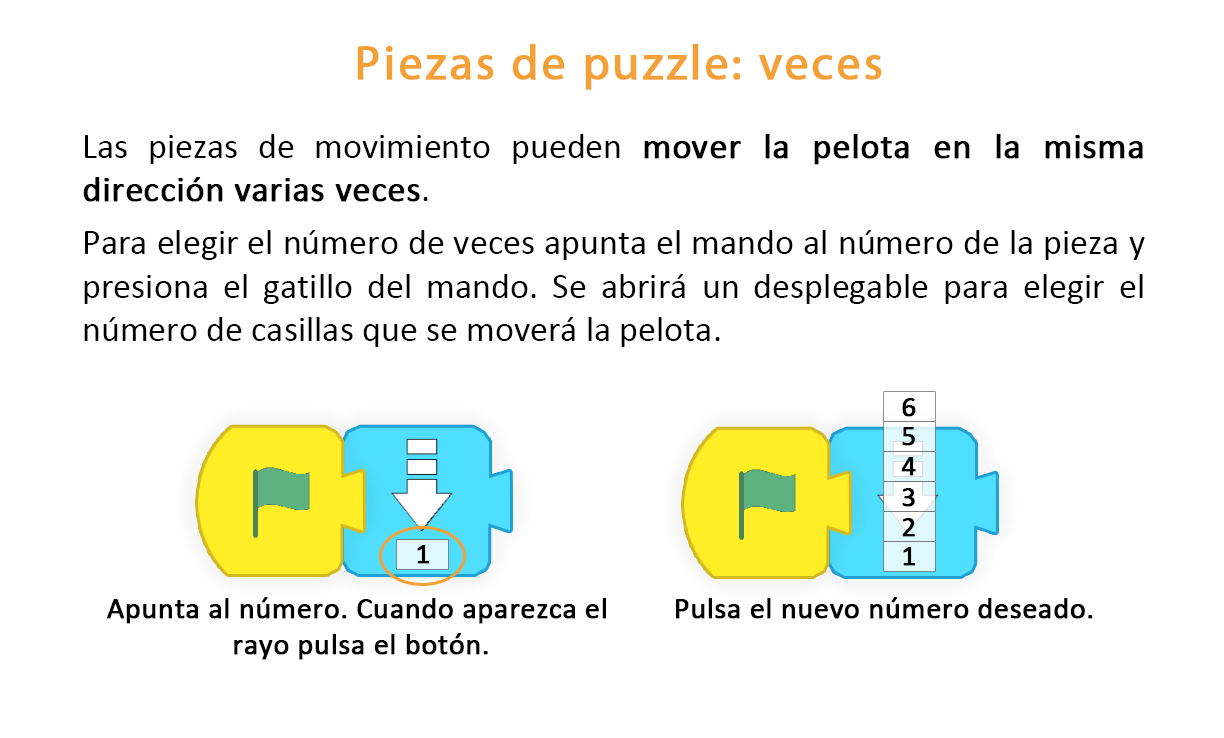 Piezas de puzzle: veces
Las piezas de movimiento pueden mover la pelota en la misma
dirección varias veces.
Para elegir el número de veces apunta el mando al número de la pieza y
presiona el gatillo del mando. Se abrirá un desplegable para elegir el
número de casillas que se moverá la pelota.
1
Apunta al número. Cuando aparezca el
rayo pulsa el botón.
6
5
4
3
2
1
Pulsa el nuevo número deseado.